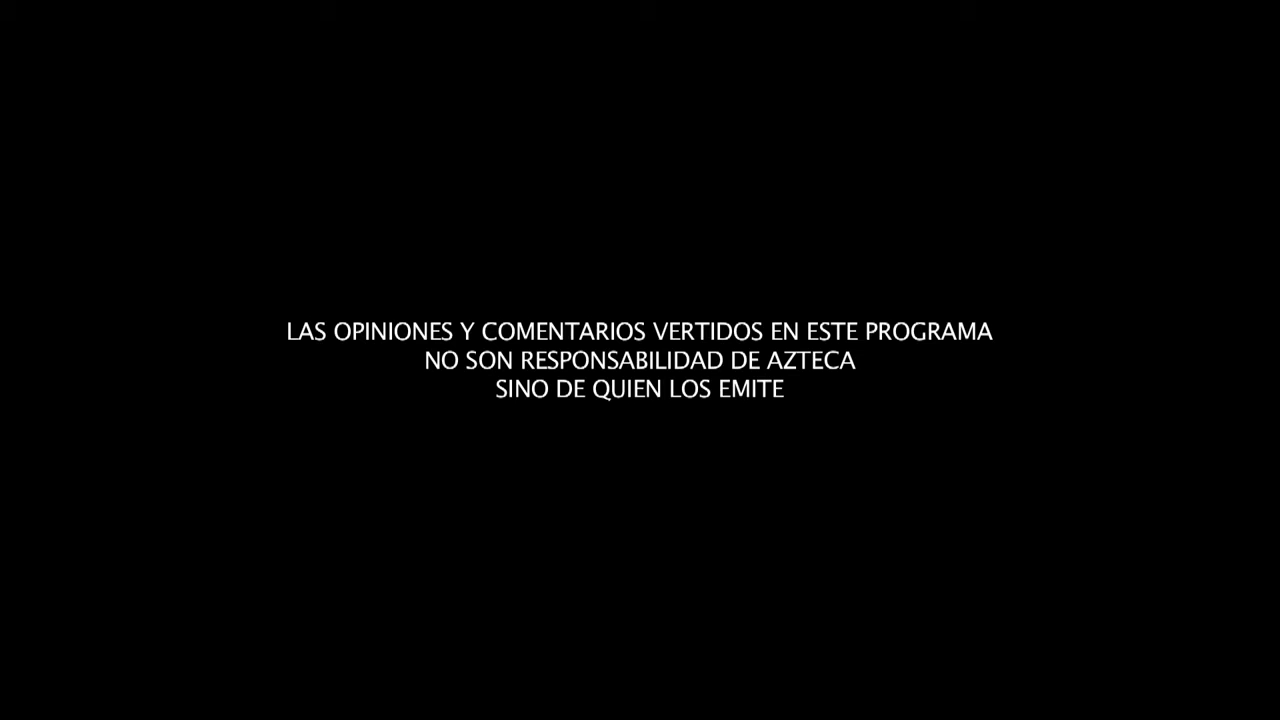 LAS OPINIONES Y COMENTARIOS VERTIDOS EN ESTE PROGRAMA
NO SON RESPONSABILIDAD DE AZTECA
SINO DE QUIEN LOS EMITE